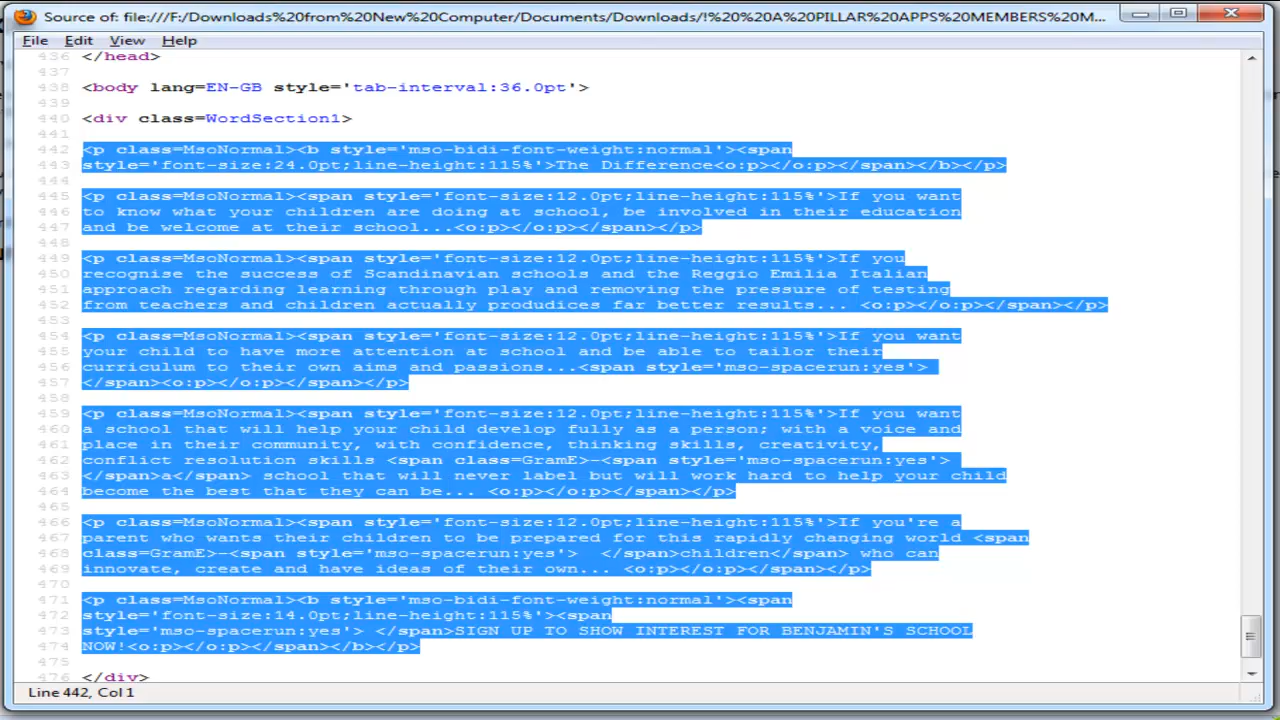 Source of: file:///F:/Downloads%20from%20New%20Computer/Documents/Downloads/!%20%20A%20PILLAR%20APPS%20MEMBERS%20M...
File Edit View Help
436 </head>
437
438 <body lang=EN-GB style='tab-interval:36.0pt'>
439
440 <div class=WordSection1>
441
442 <p class=MsoNormal><b style='mso-bidi-font-weight:normal'><span
443 style='font-size:24.0pt;line-height:115%'>The Difference<o:p></o:p></span></b></p>
444
445 <p class=MsoNormal><span style='font-size:12.0pt;line-height:115%'>If you want
446 to know what your children are doing at school, be involved in their education
447 and be welcome at their school...<o:p></o:p></span></p>
448
449 <p class=MsoNormal><span style='font-size:12.0pt;line-height:115%'>If you
450 recognise the success of Scandinavian schools and the Reggio Emilia Italian
451 approach regarding learning through play and removing the pressure of testing
452 from teachers and children actually produdices far better results... <o:p></o:p></span></p>
453
454 <p class=MsoNormal><span style='font-size:12.0pt;line-height:115%'>If you want
455 your child to have more attention at school and be able to tailor their
456 curriculum to their own aims and passions...<span style='mso-spacerun:yes'>
457 </span><o:p></o:p></span></p>
458
459 <p class=MsoNormal><span style='font-size:12.0pt;line-height:115%'>If you want
460 a school that will help your child develop fully as a person; with a voice and
461 place in their community, with confidence, thinking skills, creativity,
462 conflict resolution skills <span class=GramE>-<span style='mso-spacerun:yes'>
463 </span>a</span> school that will never label but will work hard to help your child
464 become the best that they can be... <o:p></o:p></span></p>
465
466 <p class=MsoNormal><span style='font-size:12.0pt;line-height:115%'>If you're a
467 parent who wants their children to be prepared for this rapidly changing world <span
468 class=GramE>-<span style='mso-spacerun:yes'>  </span>children</span> who can
469 innovate, create and have ideas of their own... <o:p></o:p></span></p>
470
471 <p class=MsoNormal><b style='mso-bidi-font-weight:normal'><span
472 style='font-size:14.0pt;line-height:115%'><span
473 style='mso-spacerun:yes'> </span>SIGN UP TO SHOW INTEREST FOR BENJAMIN'S SCHOOL
474 NOW!<o:p></o:p></span></b></p>
475
476 </div>
Line 442, Col 1